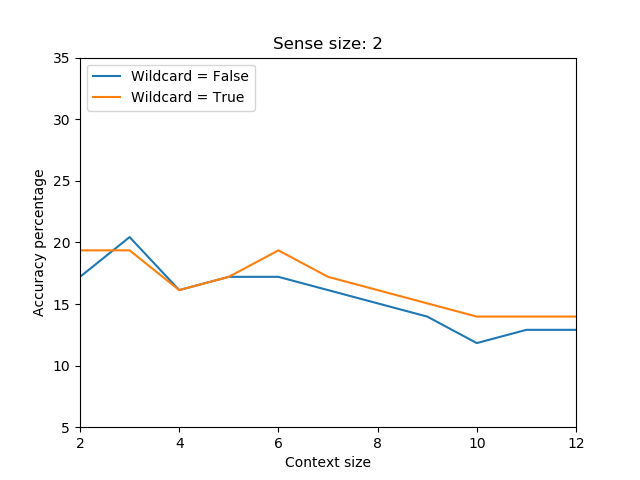 Sense size: 2
Wildcard = False
Wildcard = True
Accuracy percentage
35
30
25
20
15
10
5
2 4 6 8 10 12
Context size